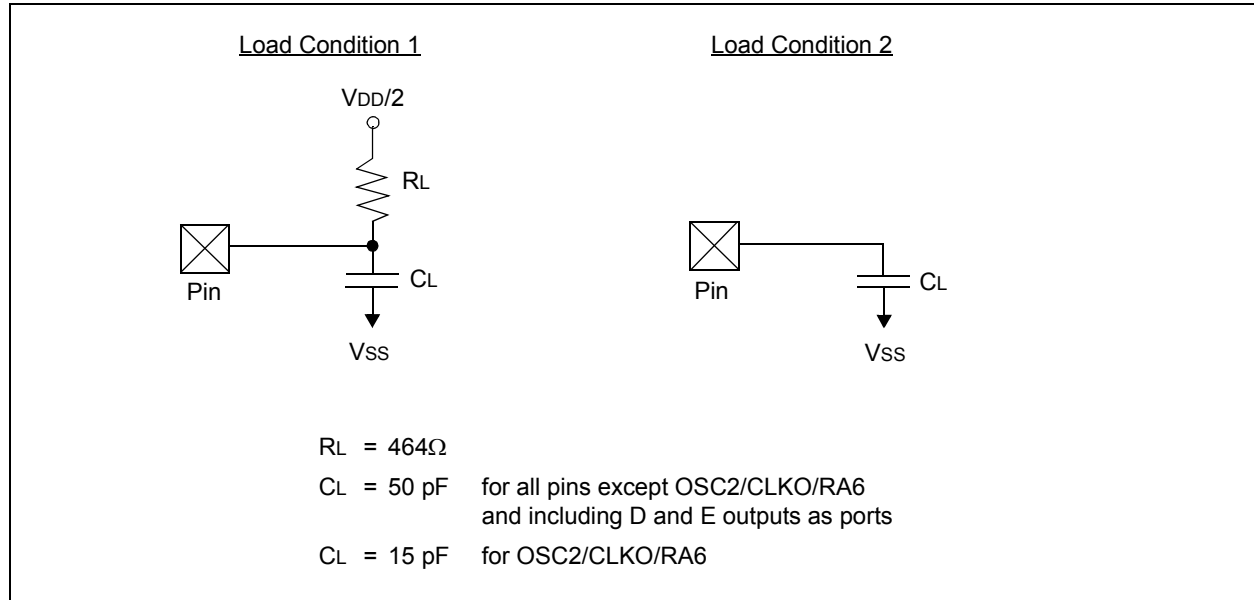 Load Condition 1
Load Condition 2
VDD/2
RL
Pin
CL
VSS
Pin
CL
VSS
RL = 464Ω
CL = 50 pF for all pins except OSC2/CLKO/RA6
and including D and E outputs as ports
CL = 15 pF for OSC2/CLKO/RA6